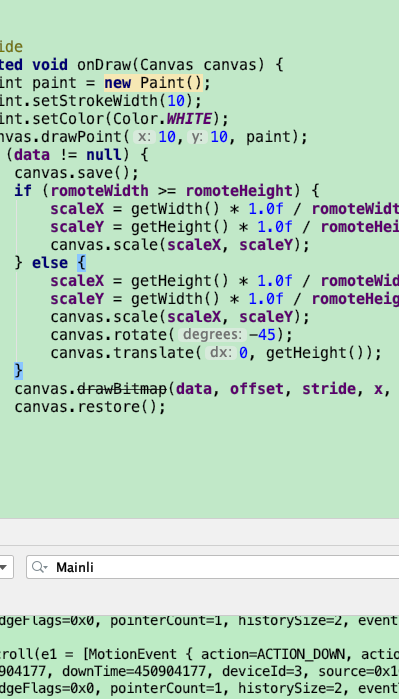 ide
ted void onDraw(Canvas canvas) {
int paint = new Paint();
int.setStrokeWidth(10);
int.setColor(Color.WHITE);
nvas.drawPoint( x: 10, y: 10, paint);
(data != null) {
canvas.save();
if (romoteWidth >= romoteHeight) {
scaleX = getWidth() * 1.0f / romoteWidt
scaleY = getHeight() * 1.0f / romoteHei
canvas.scale(scaleX, scaleY);
} else {
scaleX = getHeight() * 1.0f / romoteWid
scaleY = getWidth() * 1.0f / romoteHeig
canvas.scale(scaleX, scaleY);
canvas.rotate( degrees: -45);
canvas.translate( dx: 0, getHeight());
}
canvas.drawBitmap(data, offset, stride, x,
canvas.restore();
Mainli
dgeFlags=0x0, pointerCount=1, historySize=2, event
croll(e1 = [MotionEvent { action=ACTION_DOWN, actio
904177, downTime=450904177, deviceId=3, source=0x1
dgeFlags=0x0, pointerCount=1, historySize=2, event